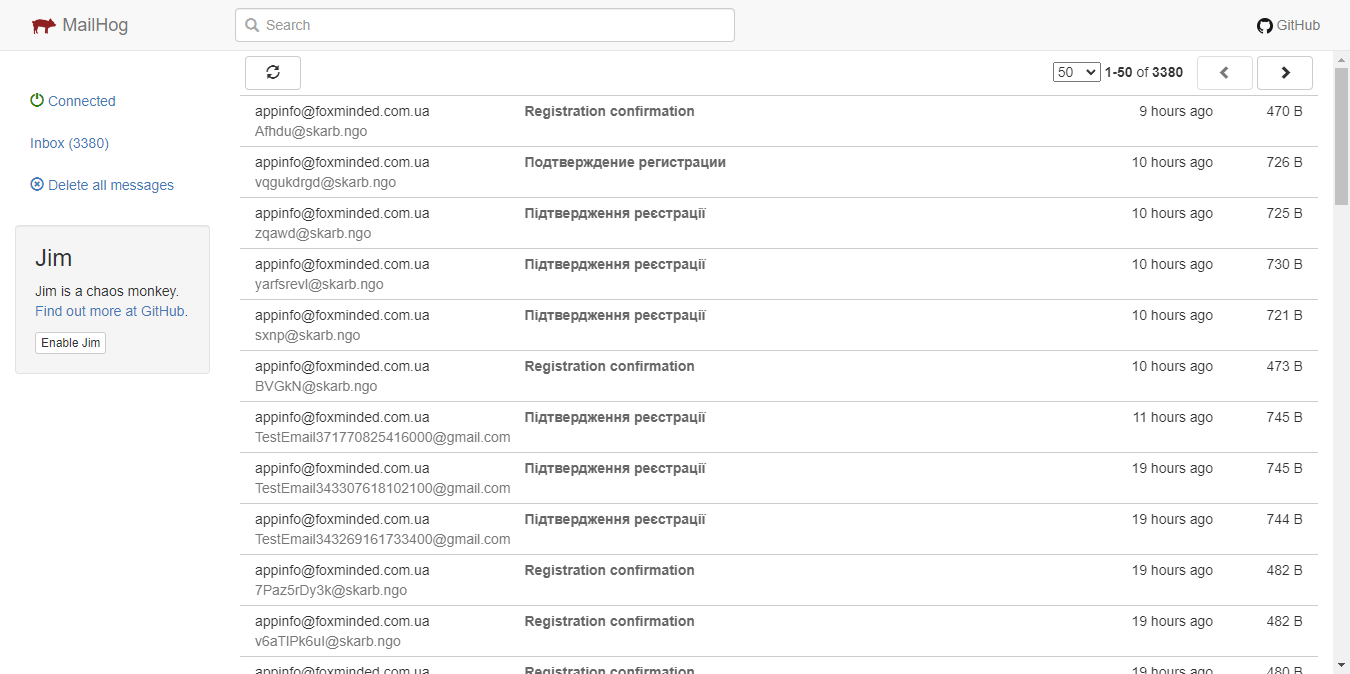 MailHog
Search
GitHub
Connected
Inbox (3380)
Delete all messages
Jim
Jim is a chaos monkey.
Find out more at GitHub.
Enable Jim
50 1-50 of 3380
appinfo@foxminded.com.ua Registration confirmation 9 hours ago 470 B
Afhdu@skarb.ngo
appinfo@foxminded.com.ua Подтверждение регистрации 10 hours ago 726 B
vqgukdrgd@skarb.ngo
appinfo@foxminded.com.ua Підтвердження реєстрації 10 hours ago 725 B
zqawd@skarb.ngo
appinfo@foxminded.com.ua Підтвердження реєстрації 10 hours ago 730 B
yarfsrevl@skarb.ngo
appinfo@foxminded.com.ua Підтвердження реєстрації 10 hours ago 721 B
sxnp@skarb.ngo
appinfo@foxminded.com.ua Registration confirmation 10 hours ago 473 B
BVGkN@skarb.ngo
appinfo@foxminded.com.ua Підтвердження реєстрації 11 hours ago 745 B
TestEmail371770825416000@gmail.com
appinfo@foxminded.com.ua Підтвердження реєстрації 19 hours ago 745 B
TestEmail343307618102100@gmail.com
appinfo@foxminded.com.ua Підтвердження реєстрації 19 hours ago 744 B
TestEmail343269161733400@gmail.com
appinfo@foxminded.com.ua Registration confirmation 19 hours ago 482 B
7Paz5rDy3k@skarb.ngo
appinfo@foxminded.com.ua Registration confirmation 19 hours ago 482 B
v6aTIPk6uI@skarb.ngo
appinfo@foxminded.com.ua Registration confirmation 19 hours ago 480 B